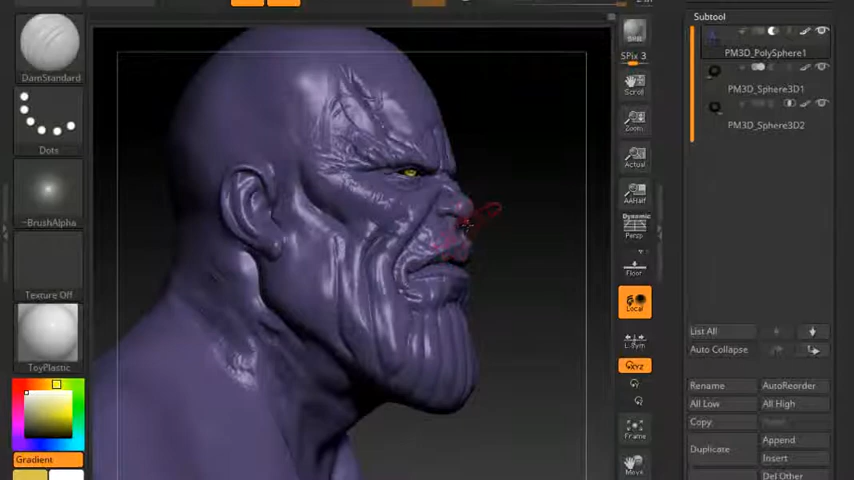 DamStandard
Dots
~BrushAlpha
Texture Off
ToyPlastic
Gradient
SPix 3
Scroll
Zoom
Actual
AAHalf
Dynamic
Persp
Floor
Local
L.Sym
XYZ
Frame
Move
Subtool
PM3D_PolySphere1
PM3D_Sphere3D1
PM3D_Sphere3D2
List All
Auto Collapse
Rename
AutoReorder
All Low
All High
Copy
Duplicate
Append
Insert
Del Other